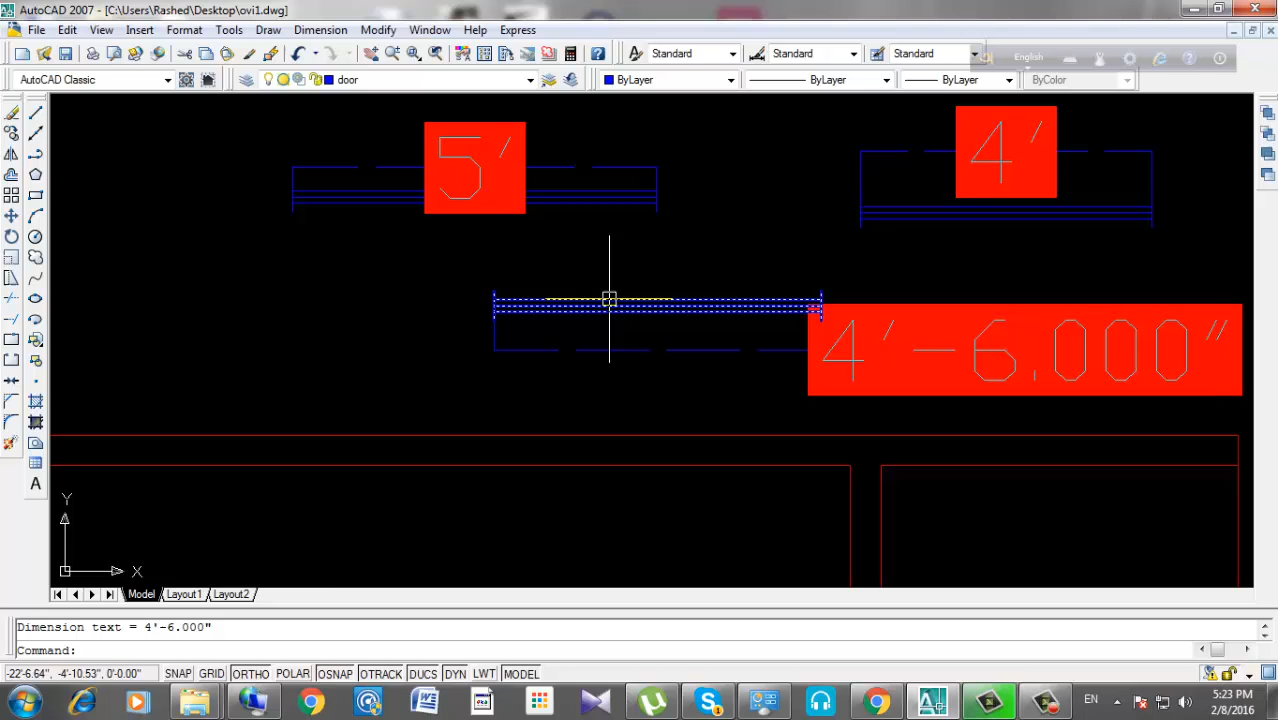 AutoCAD 2007 - [C:\Users\Rashed\Desktop\ovi1.dwg]
File Edit View Insert Format Tools Draw Dimension Modify Window Help Express
Standard Standard Standard
English
AutoCAD Classic door ByLayer ByLayer ByLayer ByColor
5'
4'
4'-6.000"
A
Y
X
Model Layout1 Layout2
Dimension text = 4'-6.000"
Command:
-22'-6.64", -4'-10.53", 0'-0.00" SNAP GRID ORTHO POLAR OSNAP OTRACK DUCS DYN LWT MODEL
EN 5:23 PM
2/8/2016